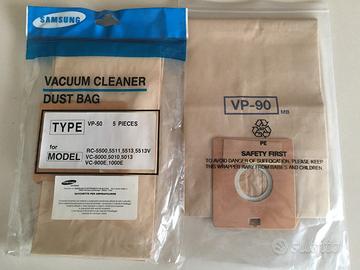 SAMSUNG
VACUUM CLEANER
DUST BAG
TYPE VP-50 5 PIECES
for
MODEL
RC-5500,5511,5513,5513V
VC-5000,5010,5013
VC-900E,1000E
SAMSUNG
VP-90 MB
PE
SAFETY FIRST
TO AVOID DANGER OF SUFFOCATION, PLEASE KEEP
THIS WRAPPER AWAY FROM BABIES AND CHILDREN.
Subito